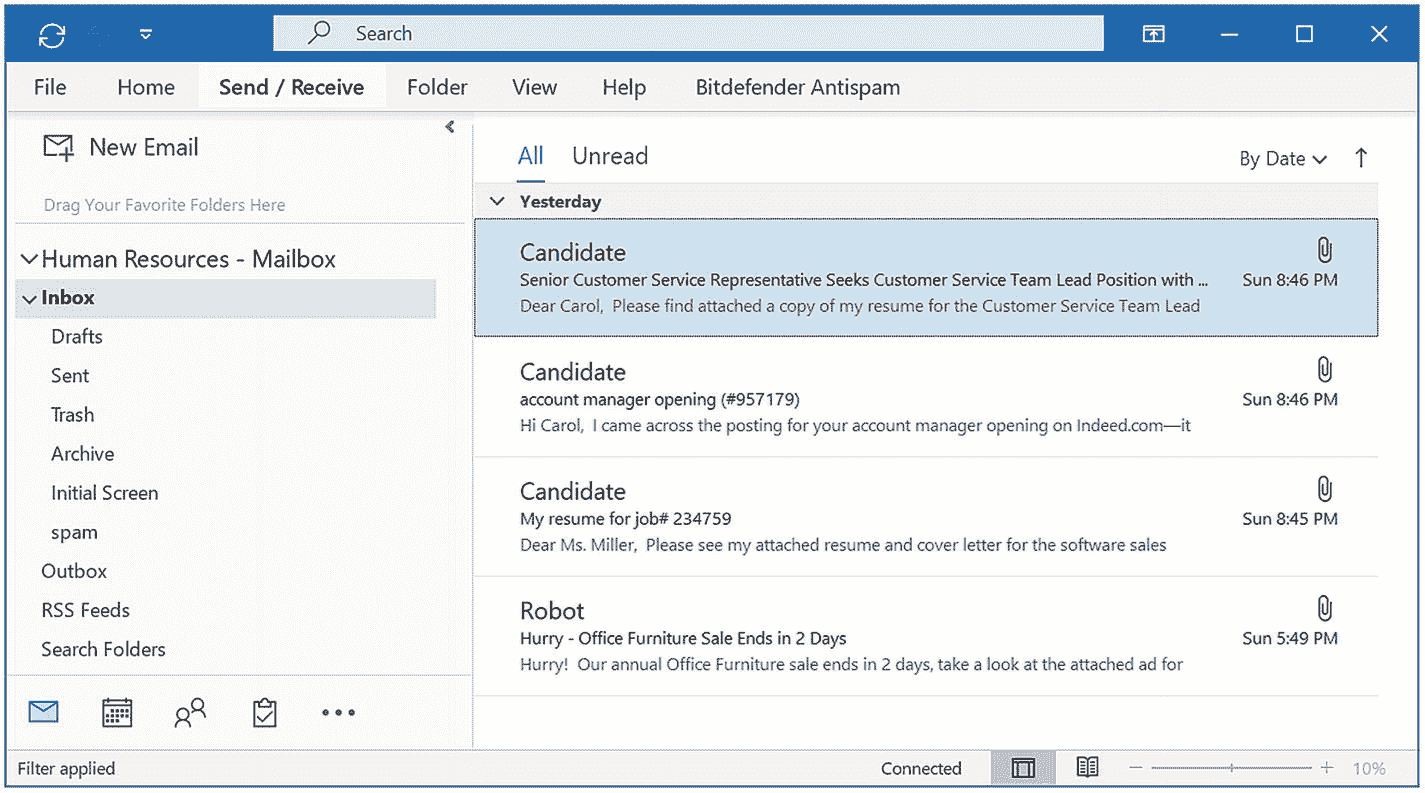 Search
File Home Send / Receive Folder View Help Bitdefender Antispam
New Email
Drag Your Favorite Folders Here
Human Resources - Mailbox
Inbox
Drafts
Sent
Trash
Archive
Initial Screen
spam
Outbox
RSS Feeds
Search Folders
All Unread By Date
Yesterday
Candidate
Senior Customer Service Representative Seeks Customer Service Team Lead Position with ... Sun 8:46 PM
Dear Carol, Please find attached a copy of my resume for the Customer Service Team Lead
Candidate
account manager opening (#957179) Sun 8:46 PM
Hi Carol, I came across the posting for your account manager opening on Indeed.com—it
Candidate
My resume for job# 234759 Sun 8:45 PM
Dear Ms. Miller, Please see my attached resume and cover letter for the software sales
Robot
Hurry - Office Furniture Sale Ends in 2 Days Sun 5:49 PM
Hurry! Our annual Office Furniture sale ends in 2 days, take a look at the attached ad for
Filter applied Connected 10%